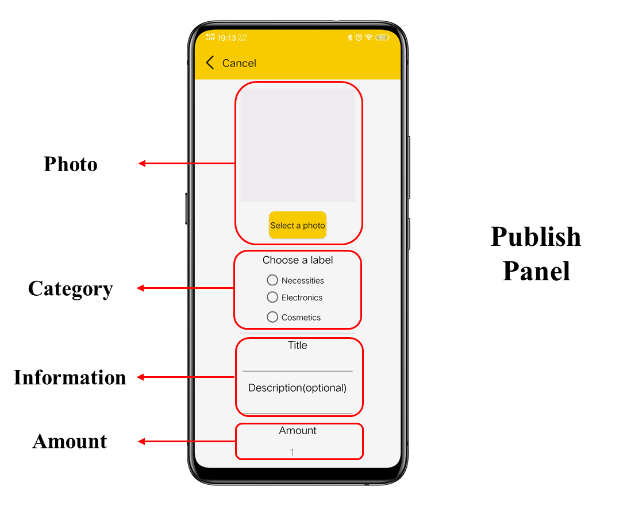 19:13
Cancel
Photo
Select a photo
Choose a label
Category
Necessities
Electronics
Cosmetics
Title
Information
Description(optional)
Amount
Amount
1
Publish
Panel